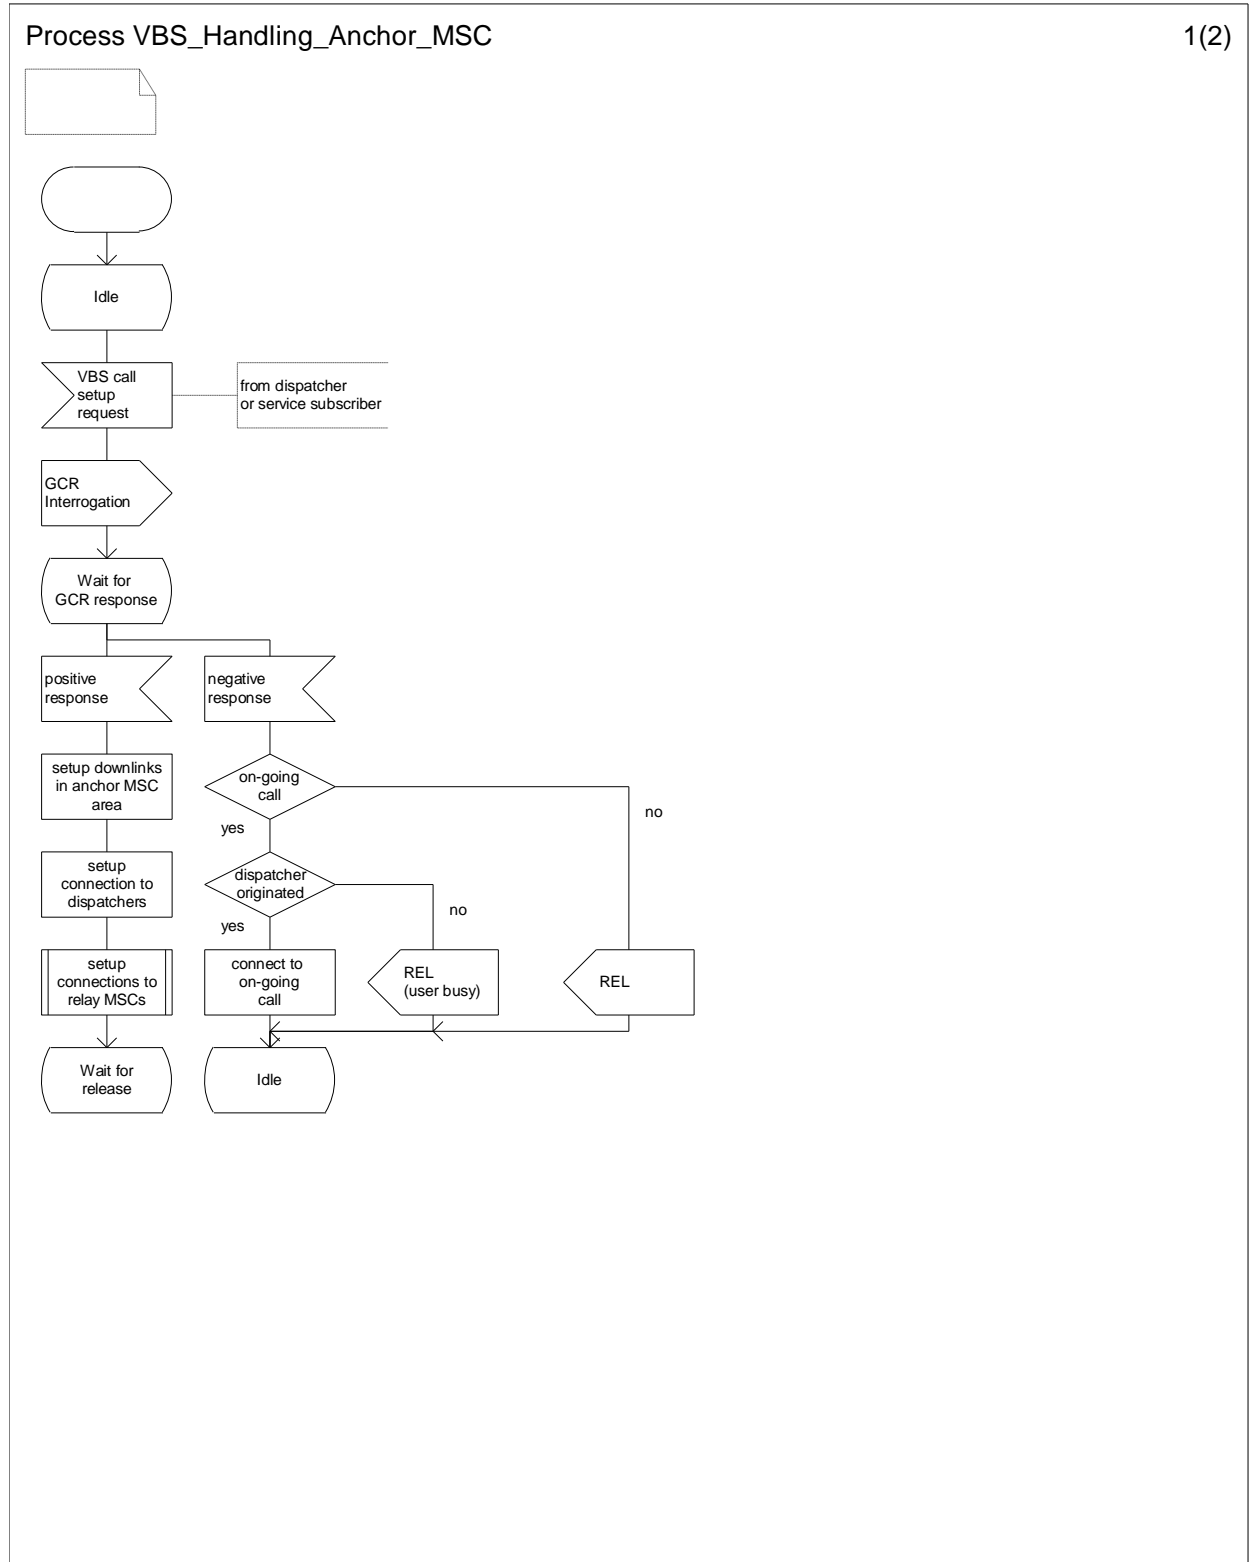 Process VBS_Handling_Anchor_MSC
1(2)
Idle
VBS call
setup
request
from dispatcher
or service subscriber
GCR
Interrogation
Wait for
GCR response
positive
response
negative
response
setup downlinks
in anchor MSC
area
on-going
call
no
yes
setup
connection to
dispatchers
dispatcher
originated
no
yes
setup
connections to
relay MSCs
connect to
on-going
call
REL
(user busy)
REL
Wait for
release
Idle